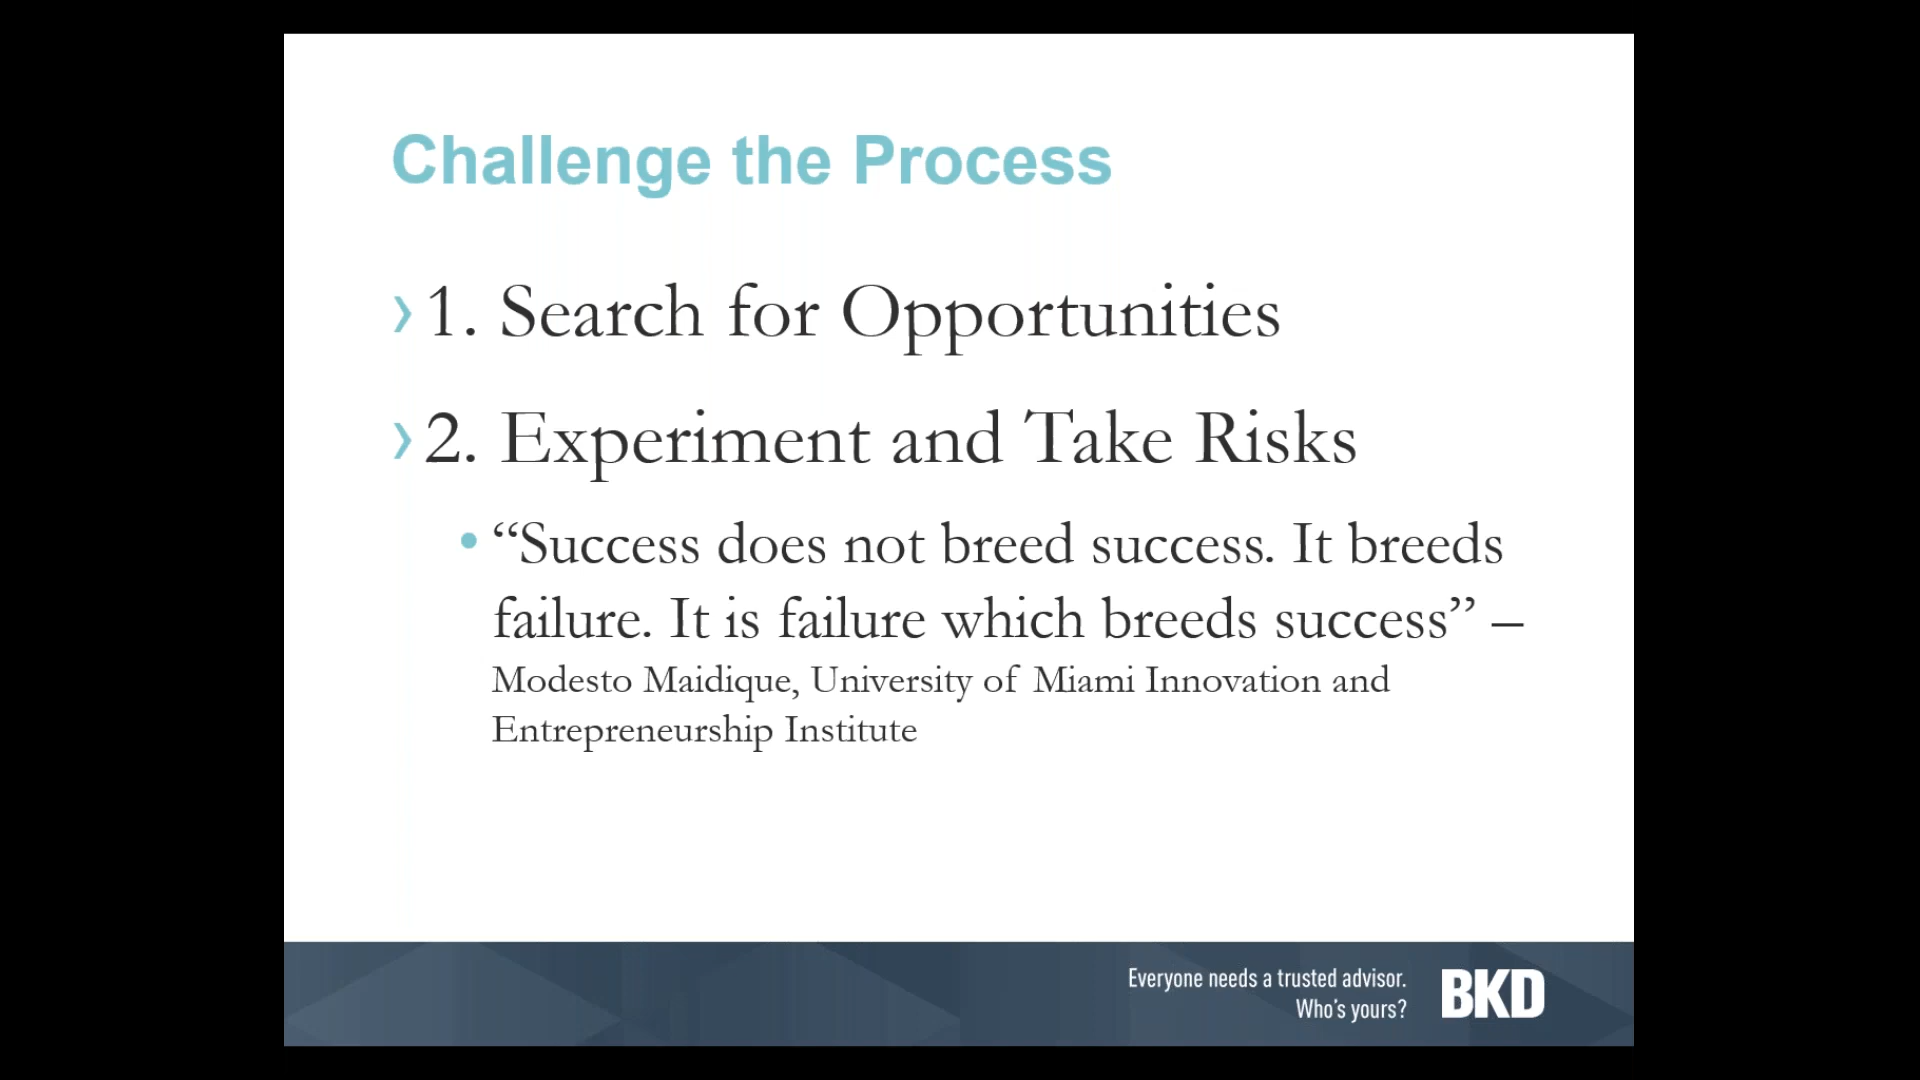 Challenge the Process
› 1. Search for Opportunities
› 2. Experiment and Take Risks
• “Success does not breed success. It breeds
failure. It is failure which breeds success” –
Modesto Maidique, University of Miami Innovation and
Entrepreneurship Institute
Everyone needs a trusted advisor.
Who's yours?
BKD